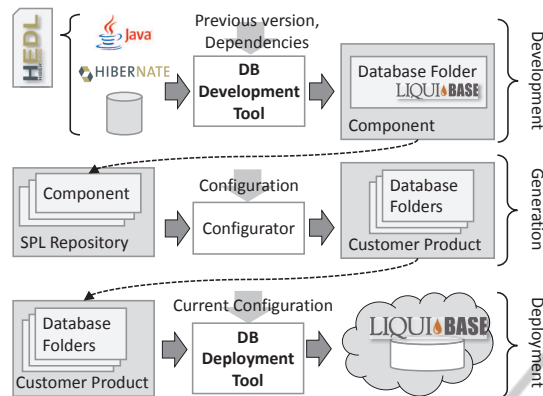 HEDL
Java
HIBERNATE
Previous version,
Dependencies
DB
Development
Tool
Database Folder
LIQUIBASE
Component
Development
Component
SPL Repository
Configuration
Configurator
Database
Folders
Customer Product
Generation
Database
Folders
Customer Product
Current Configuration
DB
Deployment
Tool
LIQUIBASE
Deployment